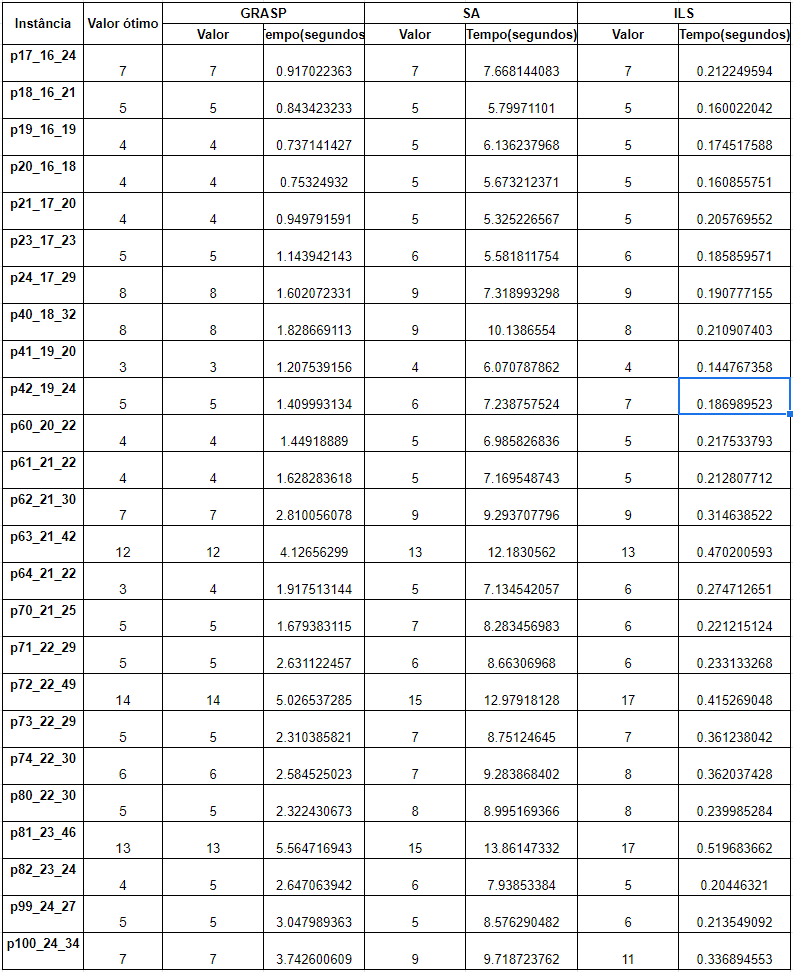 Instância Valor ótimo GRASP SA ILS
Valor Tempo(segundos Valor Tempo(segundos) Valor Tempo(segundos)
p17_16_24 7 7 0.917022363 7 7.668144083 7 0.212249594
p18_16_21 5 5 0.843423233 5 5.79971101 5 0.160022042
p19_16_19 4 4 0.737141427 5 6.136237968 5 0.174517588
p20_16_18 4 4 0.75324932 5 5.673212371 5 0.160855751
p21_17_20 4 4 0.949791591 5 5.325226567 5 0.205769552
p23_17_23 5 5 1.143942143 6 5.581811754 6 0.185859571
p24_17_29 8 8 1.602072331 9 7.318993298 9 0.190777155
p40_18_32 8 8 1.828669113 9 10.1386554 8 0.210907403
p41_19_20 3 3 1.207539156 4 6.070787862 4 0.144767358
p42_19_24 5 5 1.409993134 6 7.238757524 7 0.186989523
p60_20_22 4 4 1.44918889 5 6.985826836 5 0.217533793
p61_21_22 4 4 1.628283618 5 7.169548743 5 0.212807712
p62_21_30 7 7 2.810056078 9 9.293707796 9 0.314638522
p63_21_42 12 12 4.12656299 13 12.1830562 13 0.470200593
p64_21_22 3 4 1.917513144 5 7.134542057 6 0.274712651
p70_21_25 5 5 1.679383115 7 8.283456983 6 0.221215124
p71_22_29 5 5 2.631122457 6 8.66306968 6 0.233133268
p72_22_49 14 14 5.026537285 15 12.97918128 17 0.415269048
p73_22_29 5 5 2.310385821 7 8.75124645 7 0.361238042
p74_22_30 6 6 2.584525023 7 9.283868402 8 0.362037428
p80_22_30 5 5 2.322430673 8 8.995169366 8 0.239985284
p81_23_46 13 13 5.564716943 15 13.86147332 17 0.519683662
p82_23_24 4 5 2.647063942 6 7.93853384 5 0.20446321
p99_24_27 5 5 3.047989363 5 8.576290482 6 0.213549092
p100_24_34 7 7 3.742600609 9 9.718723762 11 0.336894553